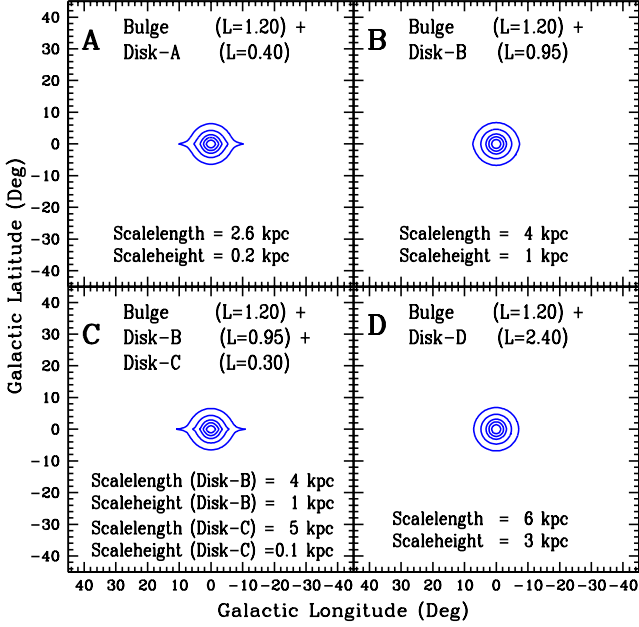 A
Bulge (L=1.20) +
Disk-A (L=0.40)
Scalelength = 2.6 kpc
Scaleheight = 0.2 kpc
B
Bulge (L=1.20) +
Disk-B (L=0.95)
Scalelength = 4 kpc
Scaleheight = 1 kpc
C
Bulge (L=1.20) +
Disk-B (L=0.95) +
Disk-C (L=0.30)
Scalelength (Disk-B) = 4 kpc
Scaleheight (Disk-B) = 1 kpc
Scalelength (Disk-C) = 5 kpc
Scaleheight (Disk-C) =0.1 kpc
D
Bulge (L=1.20) +
Disk-D (L=2.40)
Scalelength = 6 kpc
Scaleheight = 3 kpc
Galactic Latitude (Deg)
40
30
20
10
0
-10
-20
-30
-40
40
30
20
10
0
-10
-20
-30
-40
40 30 20 10 0 -10-20-30-40
40 30 20 10 0 -10-20-30-40
Galactic Longitude (Deg)